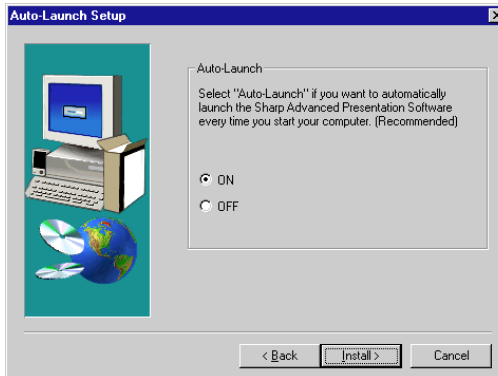 Auto-Launch Setup
Auto-Launch
Select "Auto-Launch" if you want to automatically
launch the Sharp Advanced Presentation Software
every time you start your computer. (Recommended)
ON
OFF
< Back
Install >
Cancel